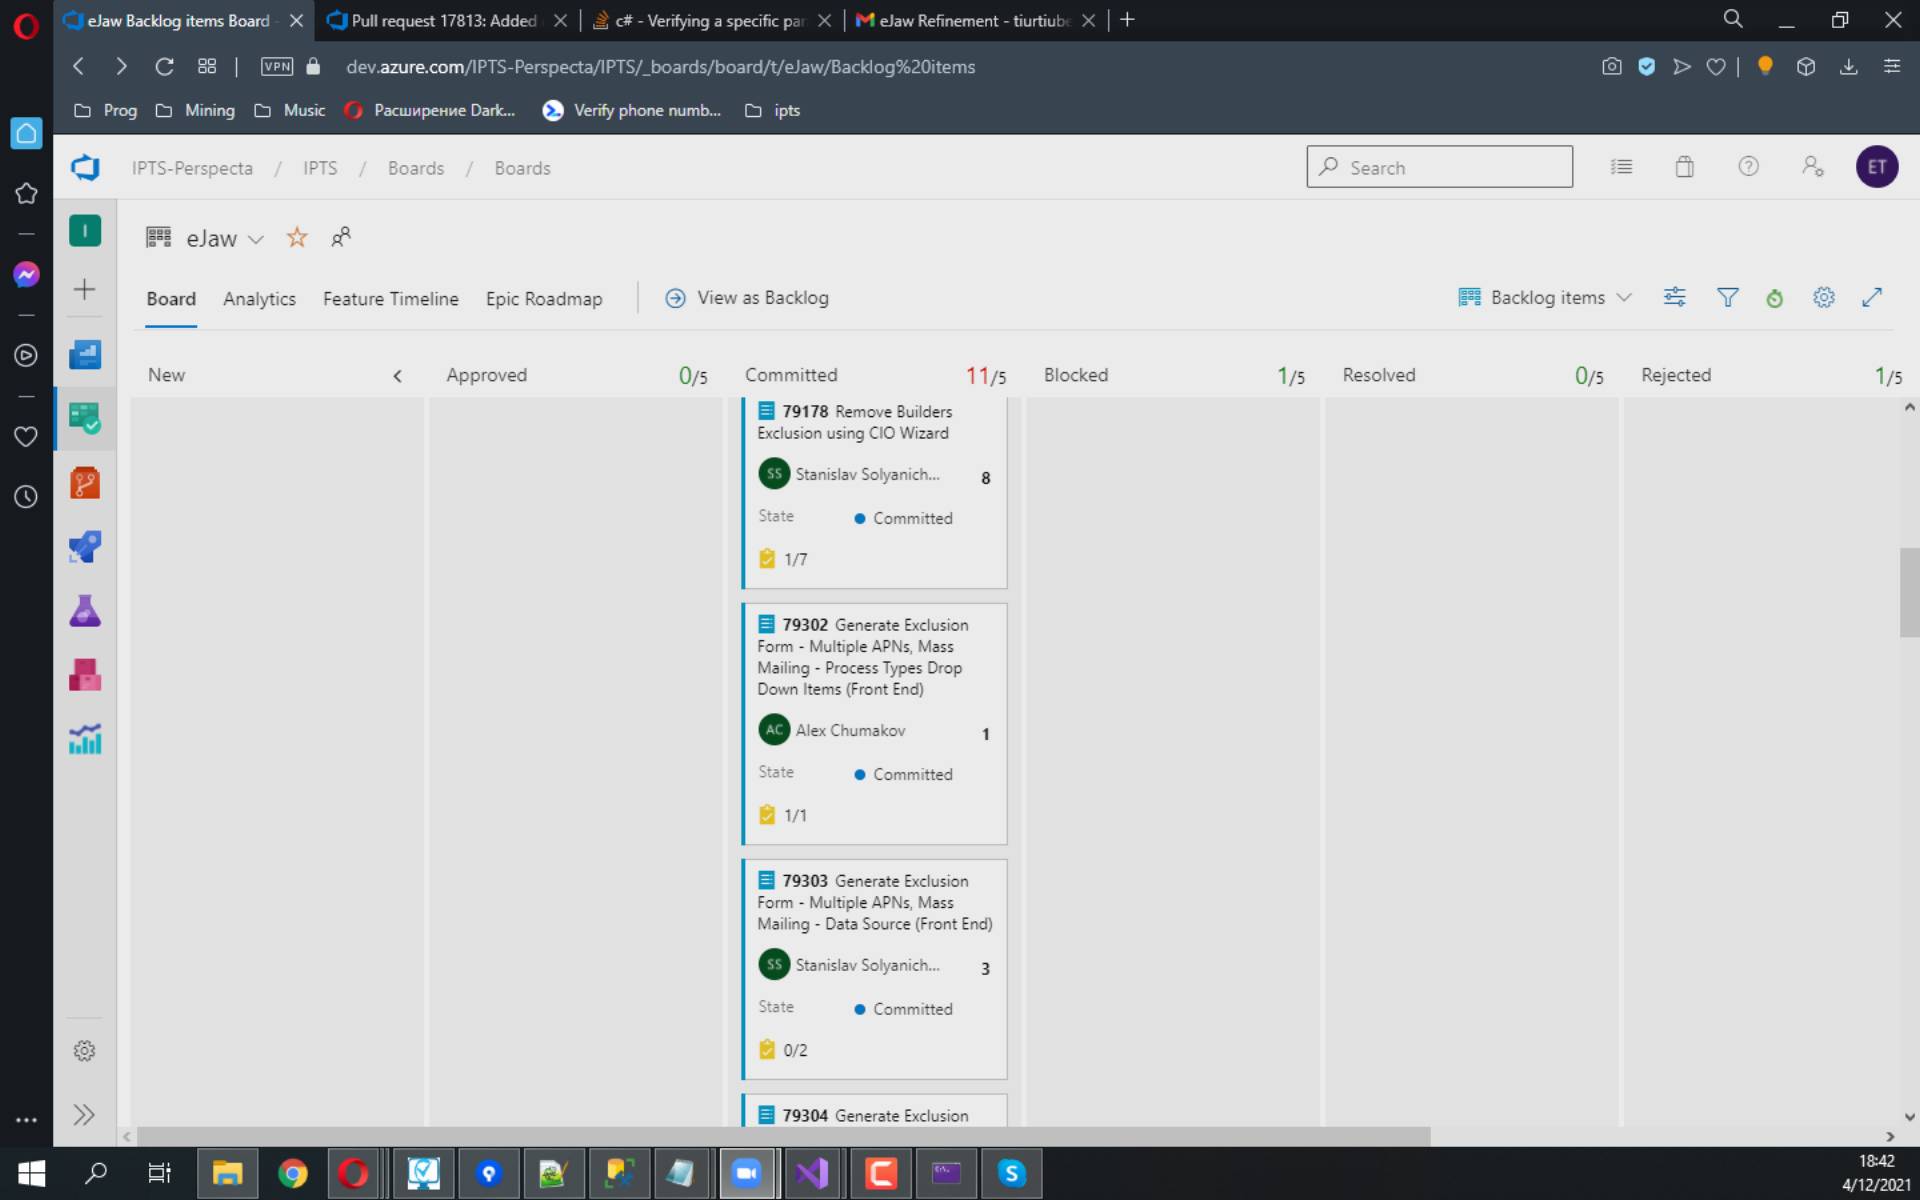 eJaw Backlog items Board -
Pull request 17813: Added
c# - Verifying a specific par
eJaw Refinement - tiurtiube
VPN
dev.azure.com/IPTS-Perspecta/IPTS/_boards/board/t/eJaw/Backlog%20items
Prog
Mining
Music
Расширение Dark...
Verify phone numb...
ipts
IPTS-Perspecta / IPTS / Boards / Boards
Search
ET
I
eJaw
Board
Analytics
Feature Timeline
Epic Roadmap
View as Backlog
Backlog items
New
Approved 0/5
Committed 11/5
Blocked 1/5
Resolved 0/5
Rejected 1/5
79178 Remove Builders
Exclusion using CIO Wizard
SS Stanislav Solyanich... 8
State Committed
1/7
79302 Generate Exclusion
Form - Multiple APNs, Mass
Mailing - Process Types Drop
Down Items (Front End)
AC Alex Chumakov 1
State Committed
1/1
79303 Generate Exclusion
Form - Multiple APNs, Mass
Mailing - Data Source (Front End)
SS Stanislav Solyanich... 3
State Committed
0/2
79304 Generate Exclusion
18:42
4/12/2021